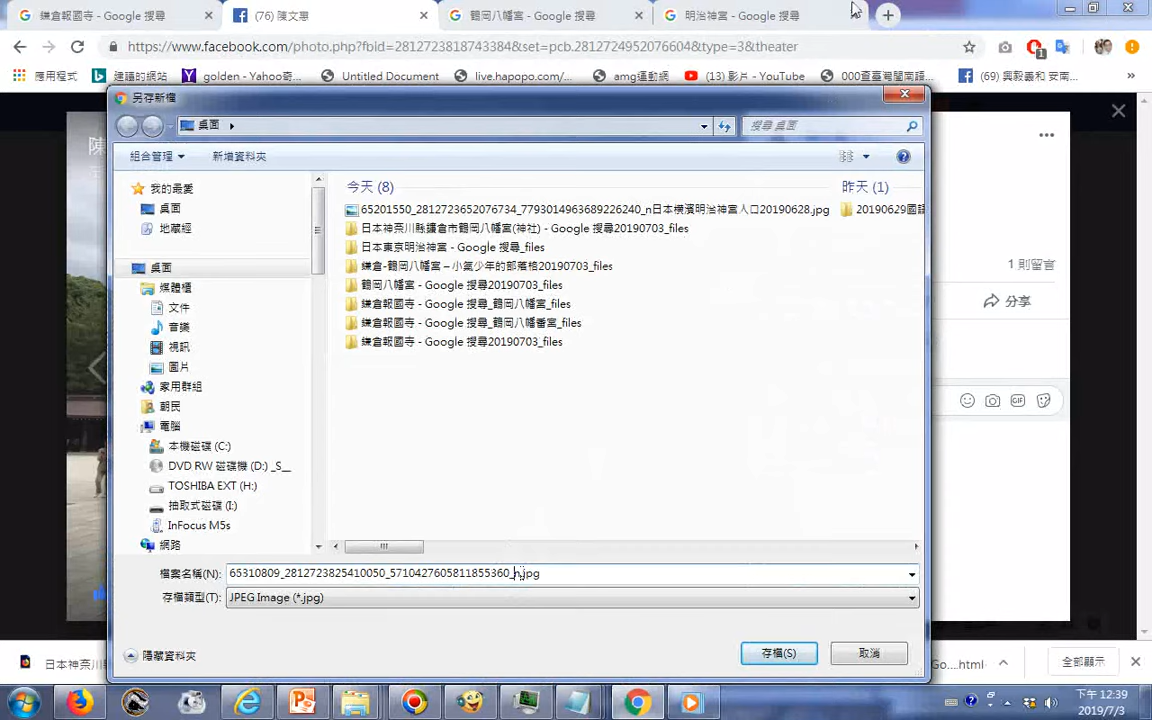 鎌倉報國寺 - Google 搜尋
(76) 陳文華
鶴岡八幡宮 - Google 搜尋
明治神宮 - Google 搜尋
https://www.facebook.com/photo.php?fbid=2812723818743384&set=pcb.2812724952076604&type=3&theater
應用程式
建議的網站
golden - Yahoo奇...
Untitled Document
live.hapopo.com/...
amg運動網
(13) 影片 - YouTube
000查臺灣閩南語...
(69) 興毅義和 安南...
»
另存新檔
桌面
搜尋 桌面
組合管理
新增資料夾
我的最愛
桌面
地藏經
桌面
媒體櫃
文件
音樂
視訊
圖片
家用群組
朝民
電腦
本機磁碟 (C:)
DVD RW 磁碟機 (D:) _S__
TOSHIBA EXT (H:)
抽取式磁碟 (I:)
InFocus M5s
網路
今天 (8)
65201550_2812723652076734_7793014963689226240_n日本橫濱明治神宮入口20190628.jpg
日本神奈川縣鎌倉市鶴岡八幡宮(神社) - Google 搜尋20190703_files
日本東京明治神宮 - Google 搜尋_files
鎌倉-鶴岡八幡宮 – 小氣少年的部落格20190703_files
鶴岡八幡宮 - Google 搜尋20190703_files
鎌倉報國寺 - Google 搜尋_鶴岡八幡宮_files
鎌倉報國寺 - Google 搜尋_鶴岡八幡番宮_files
鎌倉報國寺 - Google 搜尋20190703_files
昨天 (1)
20190629國語
檔案名稱(N):
65310809_2812723825410050_5710427605811855360_n.jpg
存檔類型(T):
JPEG Image (*.jpg)
隱藏資料夾
存檔(S)
取消
陳
1 則留言
分享
GIF
日本神奈川縣
Go....html
全部顯示
下午 12:39
2019/7/3